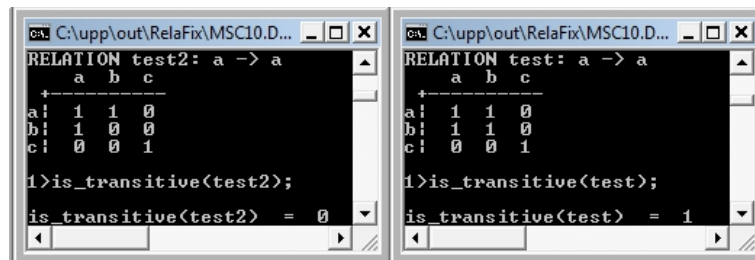 C:\upp\out\RelaFix\MSC10.D...
RELATION test2: a -> a
a b c
+-----------
a¦ 1 1 0
b¦ 1 0 0
c¦ 0 0 1
1>is_transitive(test2);
is_transitive(test2) = 0
C:\upp\out\RelaFix\MSC10.D...
RELATION test: a -> a
a b c
+-----------
a¦ 1 1 0
b¦ 1 1 0
c¦ 0 0 1
1>is_transitive(test);
is_transitive(test) = 1